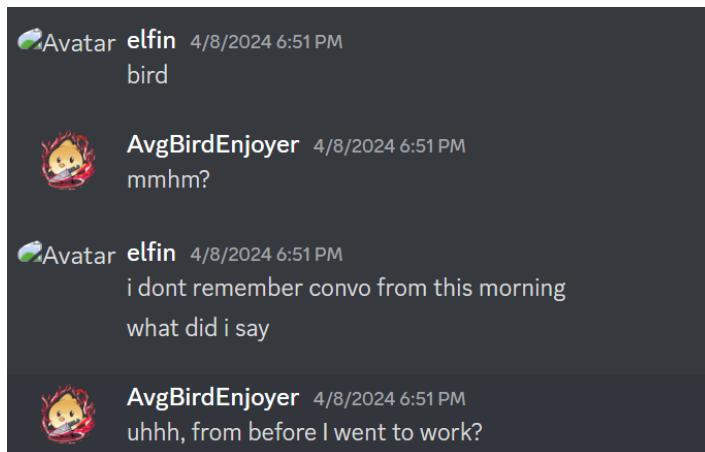 Avatar elfin 4/8/2024 6:51 PM
bird
AvgBirdEnjoyer 4/8/2024 6:51 PM
mmhm?
Avatar elfin 4/8/2024 6:51 PM
i dont remember convo from this morning
what did i say
AvgBirdEnjoyer 4/8/2024 6:51 PM
uhhh, from before I went to work?